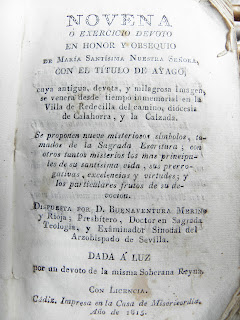 NOVENA
Ó EXERCICIO DEVOTO
EN HONOR Y OBSEQUIO
DE MARÍA SANTÍSIMA NUESTRA SEÑORA,
CON EL TÍTULO DE AYAGO,
cuya antigua, devota, y milagrosa Imagen,
se venera desde tiempo inmemorial en la
Villa de Redecilla del camino, diócesis
de Calahorra, y la Calzada.
Se proponen nueve misteriosos símbolos, to-
mados de la Sagrada Escritura, con
otros tantos misterios los mas principa-
les de su santísima vida, sus prerro-
gativas, excelencias y virtudes; y
los particulares frutos de su de-
vocion.
DISPUESTA POR D. BUENAVENTURA MERINO
y Rioja, Presbítero, Doctor en Sagrada
Teología, y Examinador Sinodal del
Arzobispado de Sevilla.
DADA Á LUZ
por un devoto de la misma Soberana Reyna.
CON LICENCIA.
Cádiz. Impresa en la Casa de Misericordia,
Año de 1815.